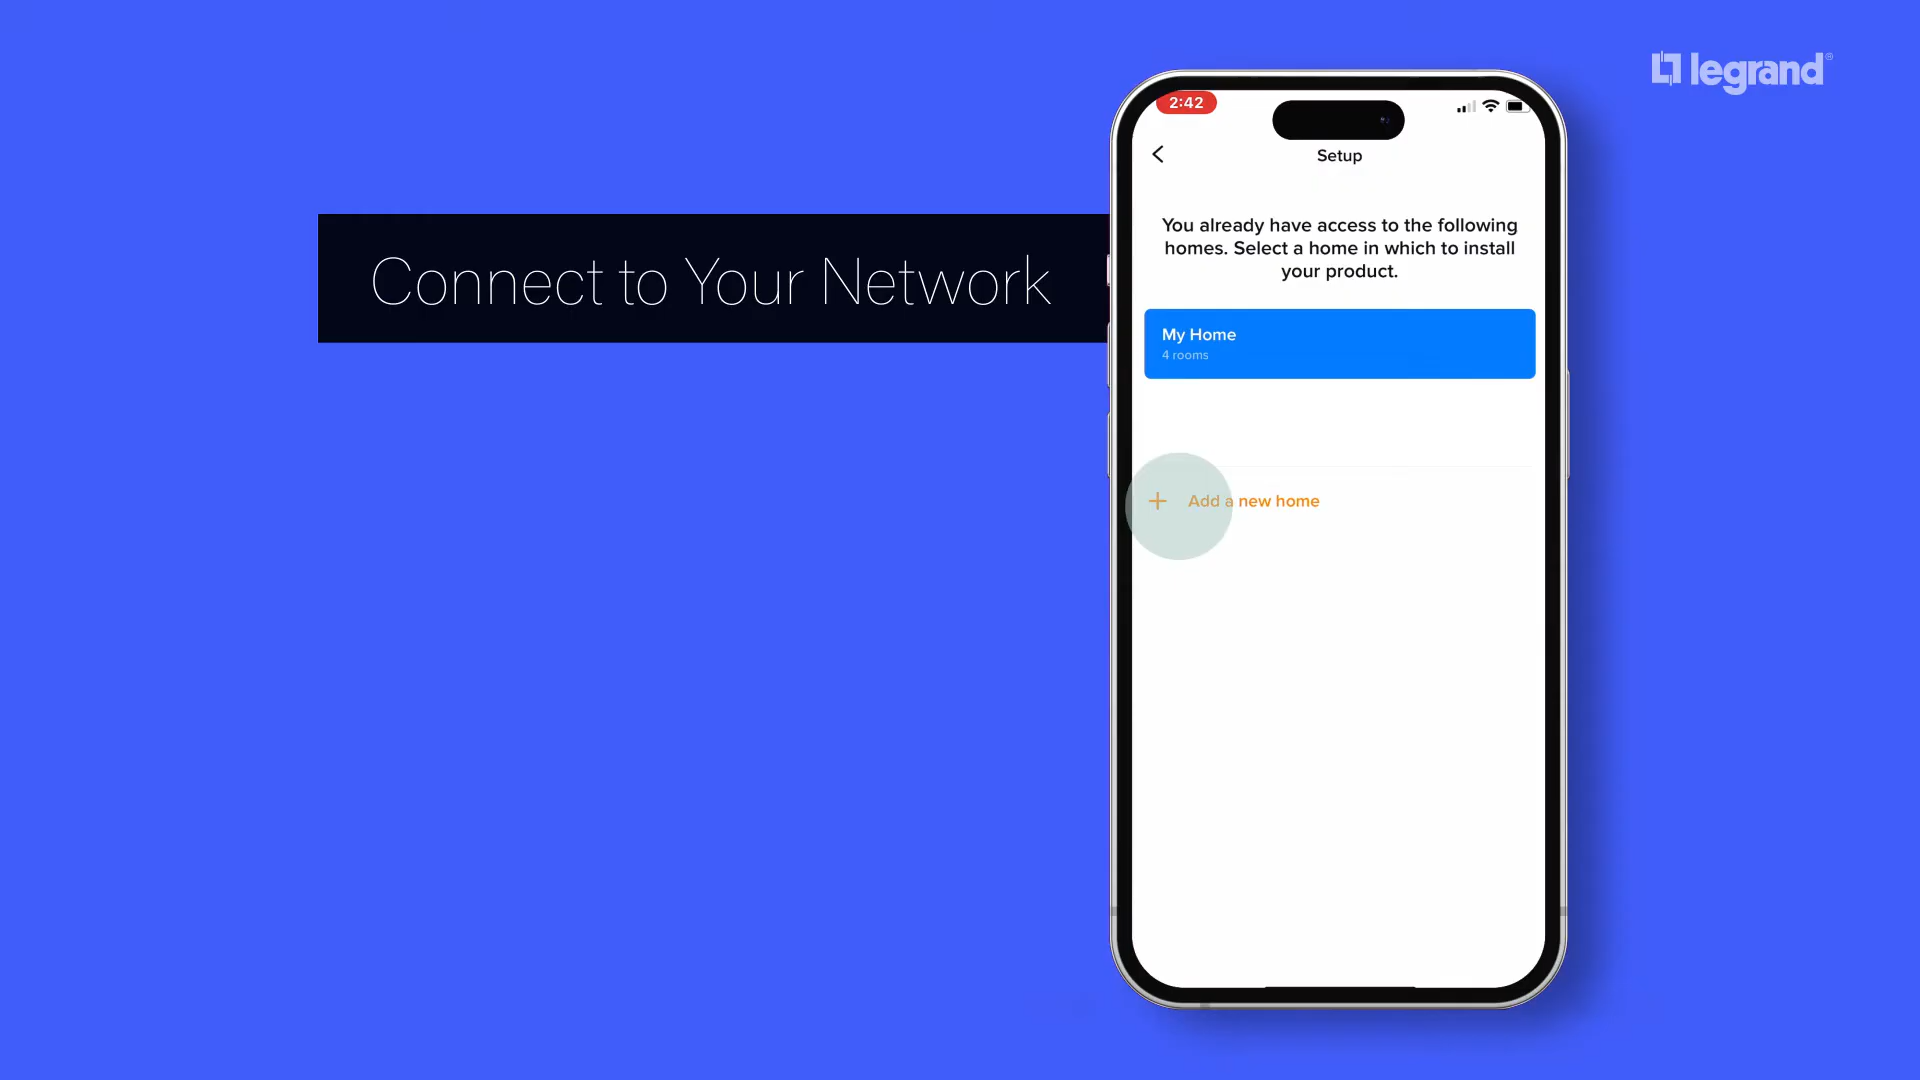 legrand®
Connect to Your Network
2:42
Setup
You already have access to the following
homes. Select a home in which to install
your product.
My Home
4 rooms
+ Add a new home